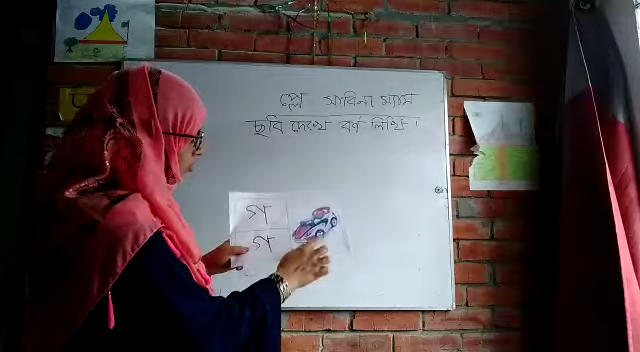 প্লে সাবিনা ম্যাম
ছবি দেখে বর্ণ লিখি।
গ
গ